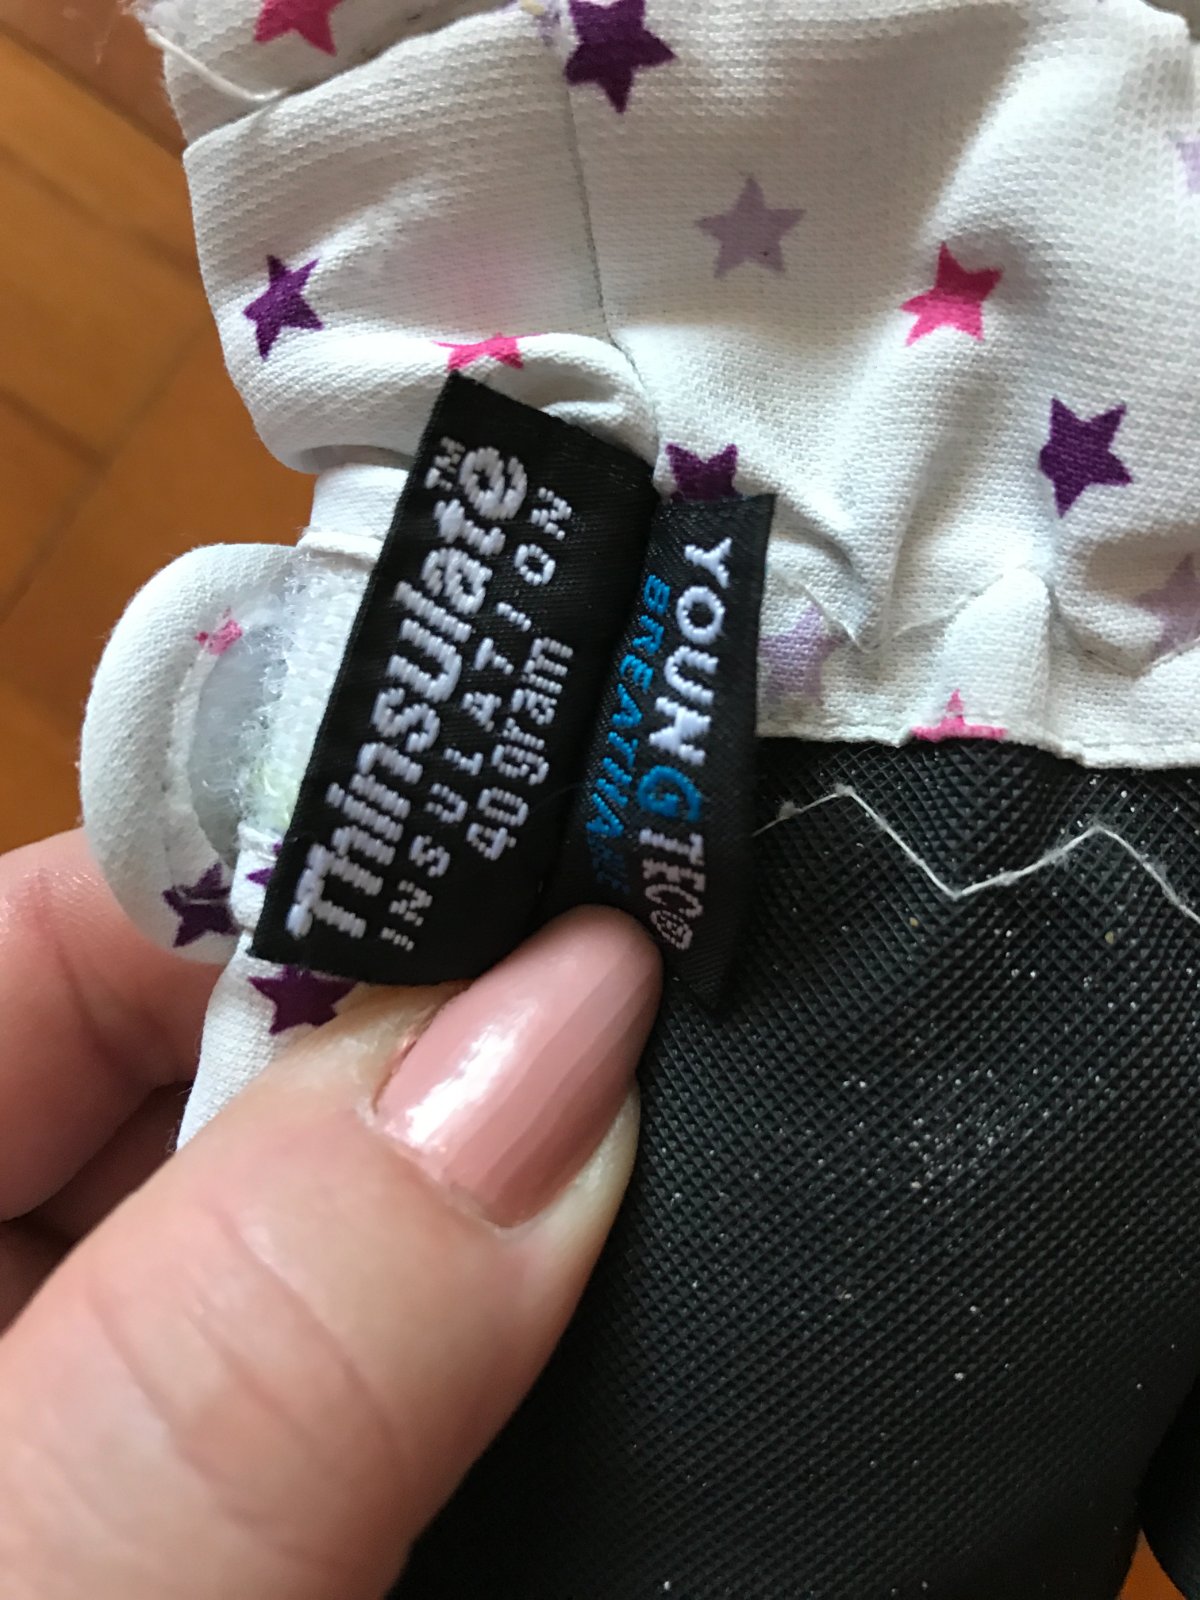 Thinsulate™
INSULATION
40 gram
YOUNGTEC®
BREATHABLE